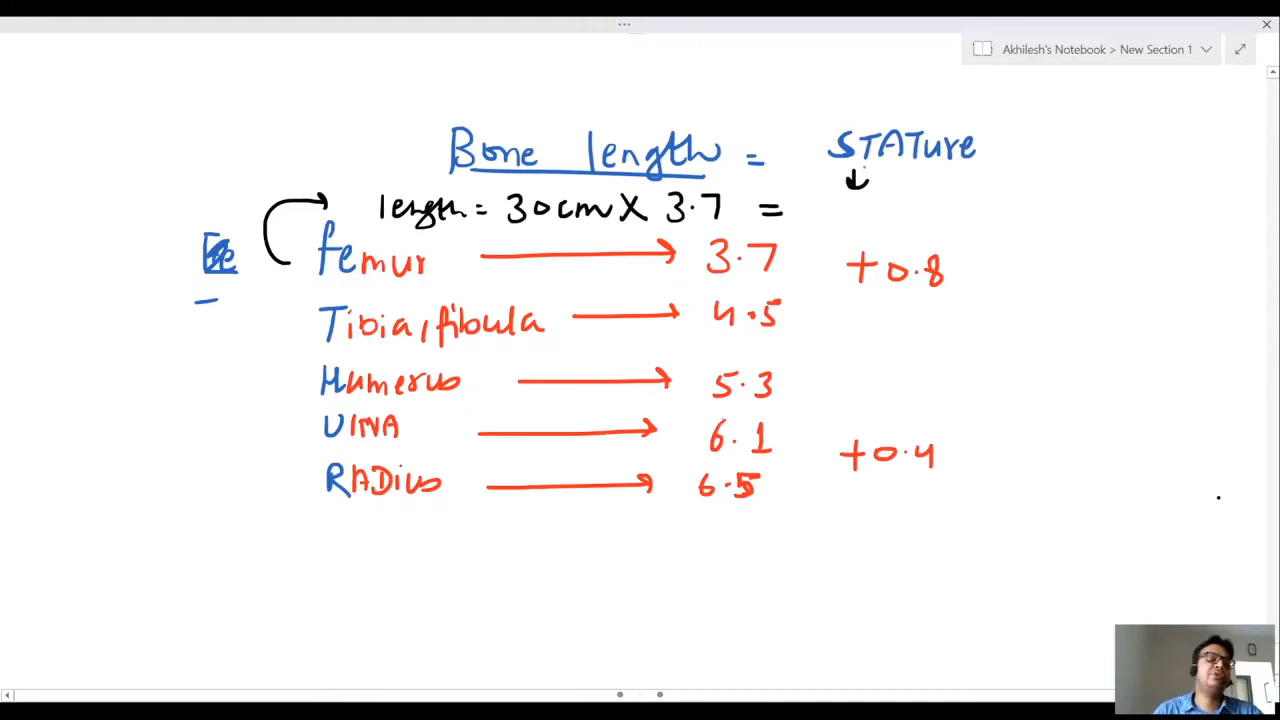 Akhilesh's Notebook > New Section 1
Bone length = STATure
length = 30cm X 3.7 =
femur → 3.7 +0.8
Tibia, fibula → 4.5
Humerus → 5.3
UlNA → 6.1 +0.4
RADius → 6.5